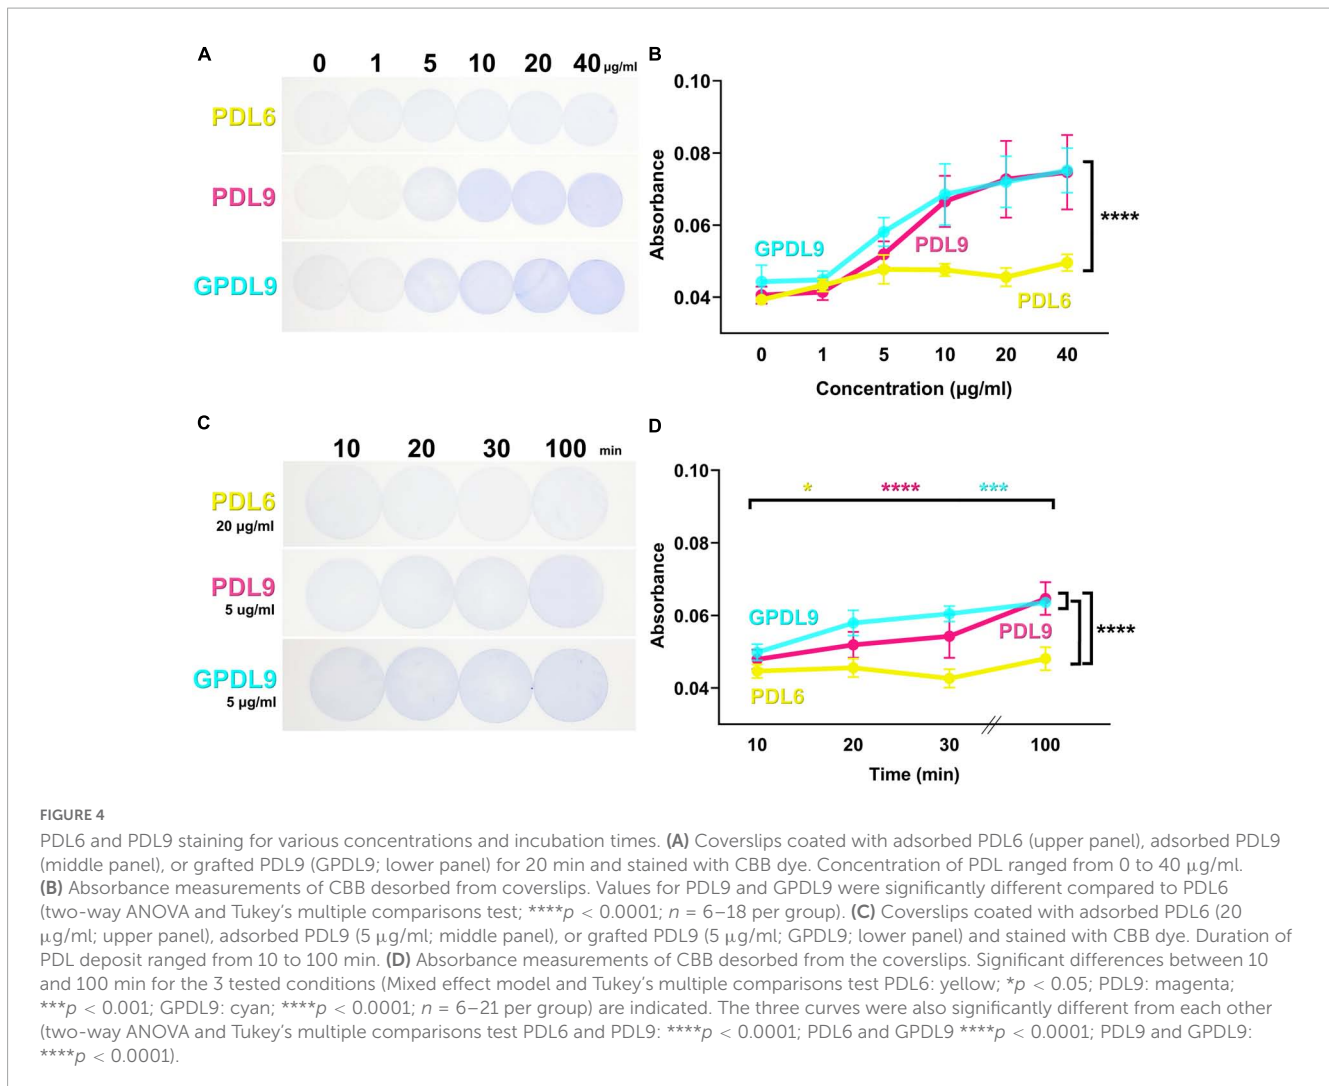 A
0 1 5 10 20 40 µg/ml
PDL6
PDL9
GPDL9
B
0.10
0.08
0.06
0.04
Absorbance
GPDL9
PDL9
PDL6
****
0 1 5 10 20 40
Concentration (µg/ml)
C
10 20 30 100 min
PDL6
20 µg/ml
PDL9
5 ug/ml
GPDL9
5 µg/ml
D
0.10
0.08
0.06
0.04
Absorbance
* **** ***
GPDL9
PDL9
PDL6
****
10 20 30 100
Time (min)
FIGURE 4
PDL6 and PDL9 staining for various concentrations and incubation times. (A) Coverslips coated with adsorbed PDL6 (upper panel), adsorbed PDL9
(middle panel), or grafted PDL9 (GPDL9; lower panel) for 20 min and stained with CBB dye. Concentration of PDL ranged from 0 to 40 µg/ml.
(B) Absorbance measurements of CBB desorbed from coverslips. Values for PDL9 and GPDL9 were significantly different compared to PDL6
(two-way ANOVA and Tukey's multiple comparisons test; ****p < 0.0001; n = 6–18 per group). (C) Coverslips coated with adsorbed PDL6 (20
µg/ml; upper panel), adsorbed PDL9 (5 µg/ml; middle panel), or grafted PDL9 (5 µg/ml; GPDL9; lower panel) and stained with CBB dye. Duration of
PDL deposit ranged from 10 to 100 min. (D) Absorbance measurements of CBB desorbed from the coverslips. Significant differences between 10
and 100 min for the 3 tested conditions (Mixed effect model and Tukey's multiple comparisons test PDL6: yellow; *p < 0.05; PDL9: magenta;
***p < 0.001; GPDL9: cyan; ****p < 0.0001; n = 6–21 per group) are indicated. The three curves were also significantly different from each other
(two-way ANOVA and Tukey's multiple comparisons test PDL6 and PDL9: ****p < 0.0001; PDL6 and GPDL9 ****p < 0.0001; PDL9 and GPDL9:
****p < 0.0001).